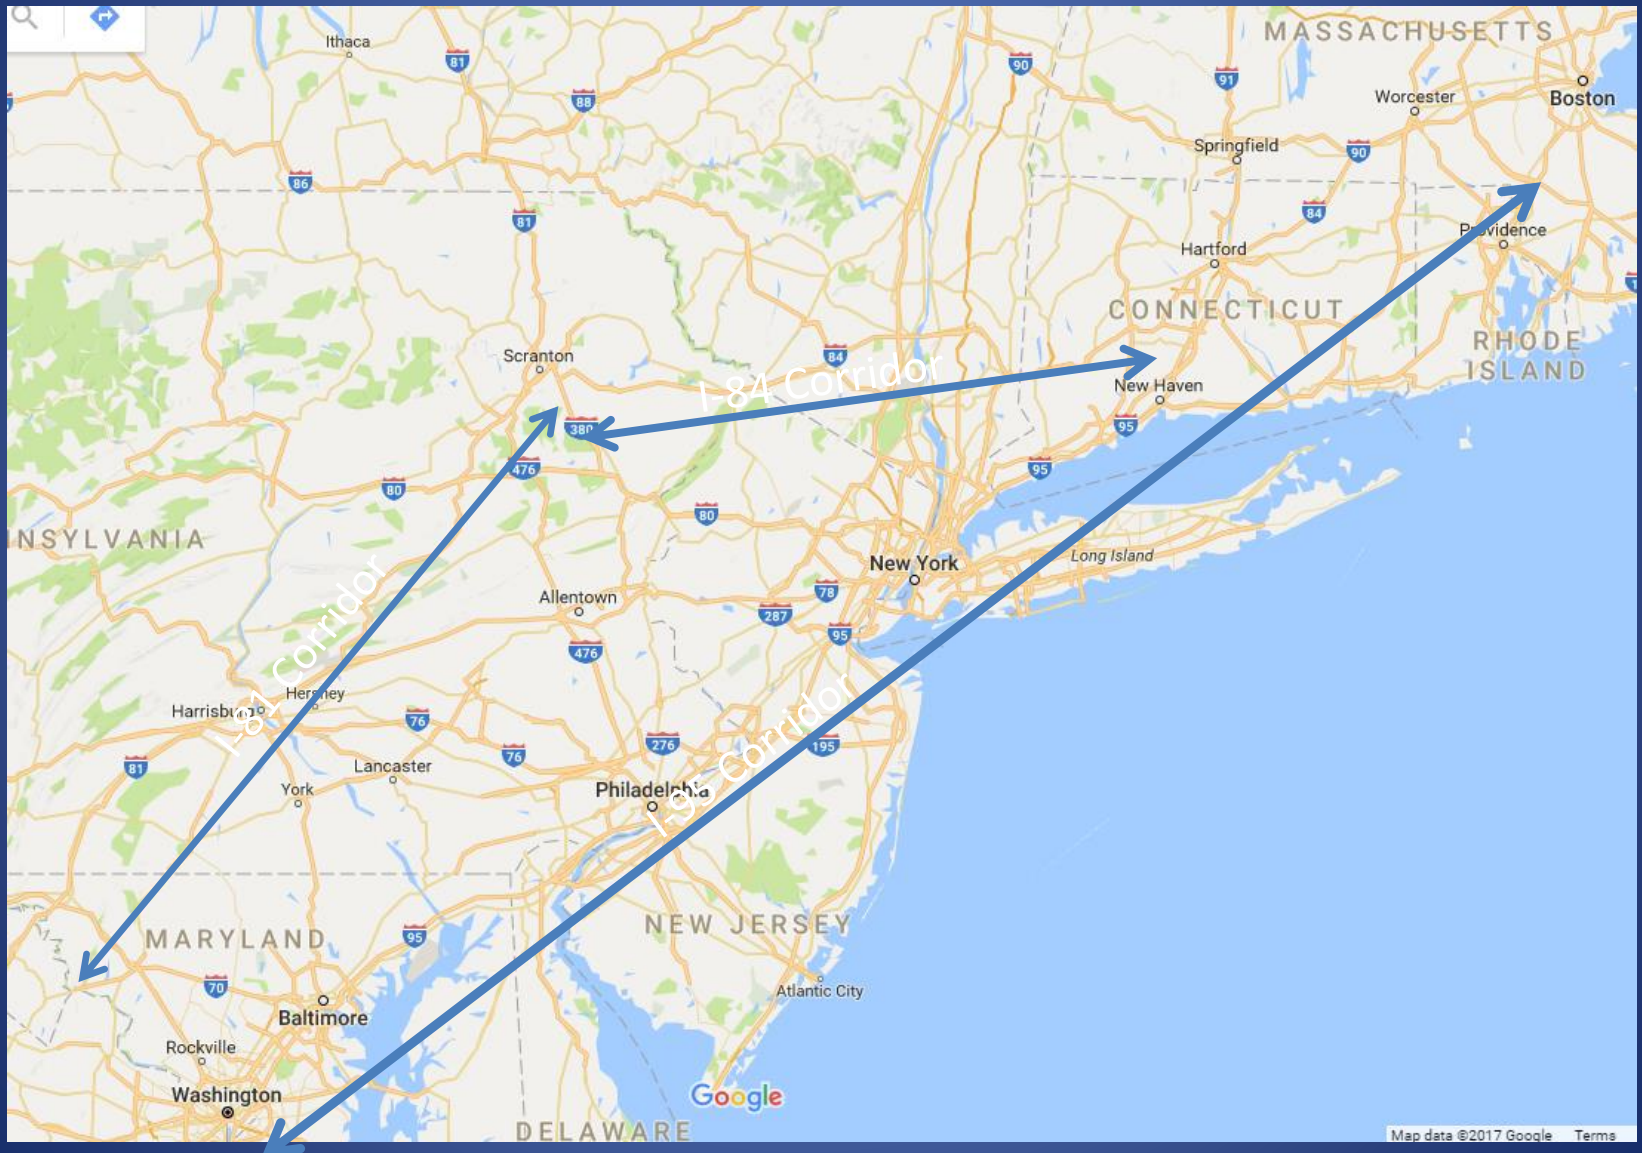 MASSACHUSETTS
Ithaca
81
90
91
88
Worcester
Boston
Springfield
90
86
81
84
Providence
Hartford
CONNECTICUT
RHODE
ISLAND
Scranton
84
I-84 Corridor
New Haven
380
95
476
95
80
80
NSYLVANIA
New York
Long Island
I-81 Corridor
Allentown
78
287
95
476
Hershey
Harrisburg
76
I-95 Corridor
276
195
76
81
Lancaster
York
Philadelphia
NEW JERSEY
MARYLAND
95
70
Atlantic City
Baltimore
Rockville
Washington
Google
DELAWARE
Map data ©2017 Google Terms